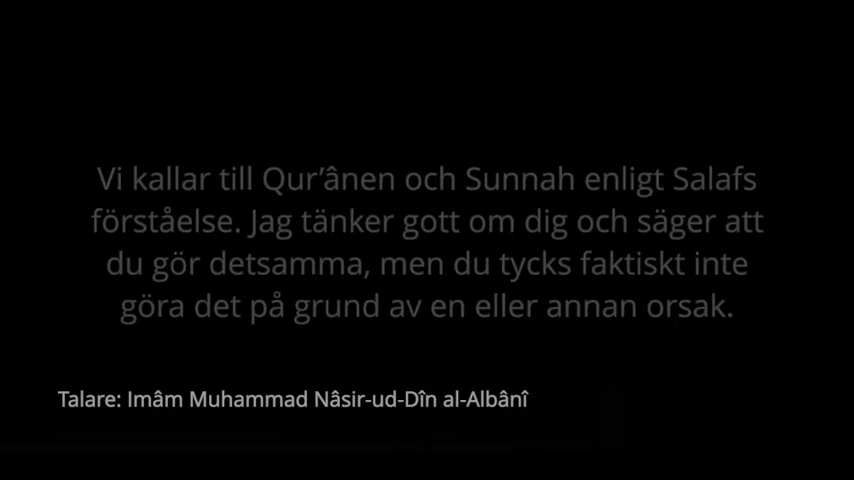 Vi kallar till Qur’ânen och Sunnah enligt Salafs
förståelse. Jag tänker gott om dig och säger att
du gör detsamma, men du tycks faktiskt inte
göra det på grund av en eller annan orsak.
Talare: Imâm Muhammad Nâsir-ud-Dîn al-Albânî